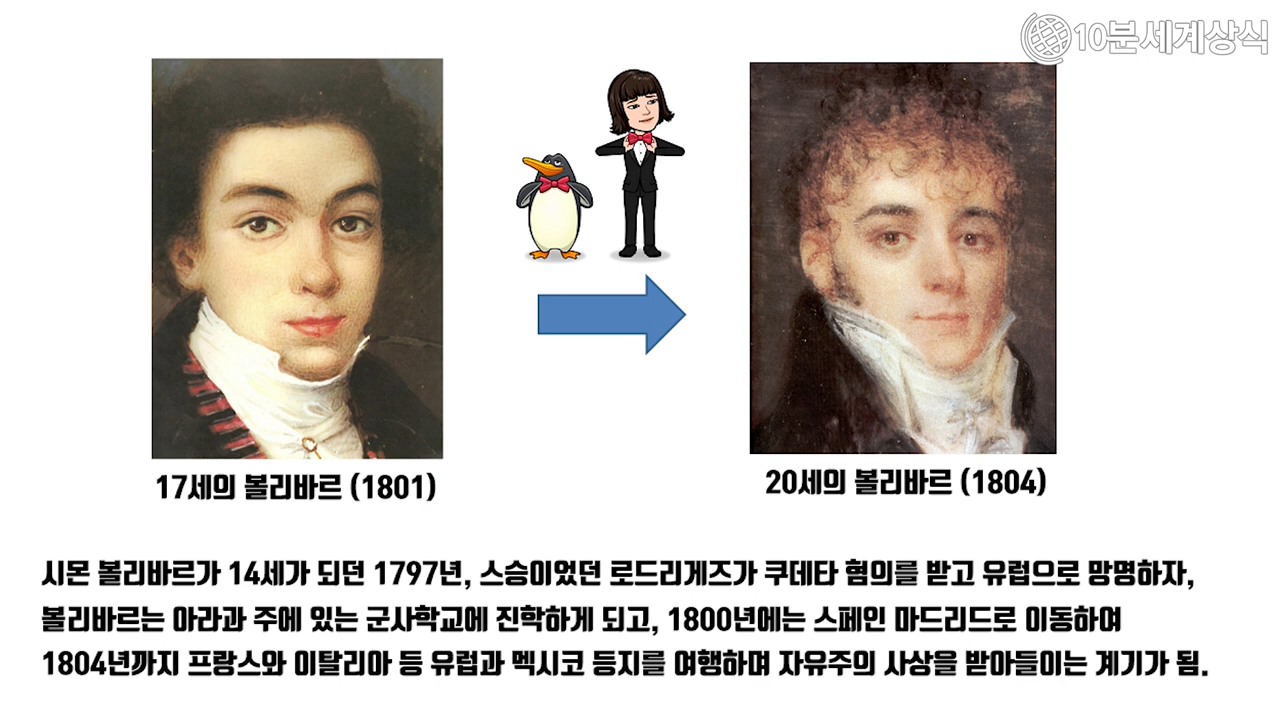 10분세계상식
17세의 볼리바르 (1801)
20세의 볼리바르 (1804)
시몬 볼리바르가 14세가 되던 1797년, 스승이었던 로드리게즈가 쿠데타 혐의를 받고 유럽으로 망명하자,
볼리바르는 아라과 주에 있는 군사학교에 진학하게 되고, 1800년에는 스페인 마드리드로 이동하여
1804년까지 프랑스와 이탈리아 등 유럽과 멕시코 등지를 여행하며 자유주의 사상을 받아들이는 계기가 됨.